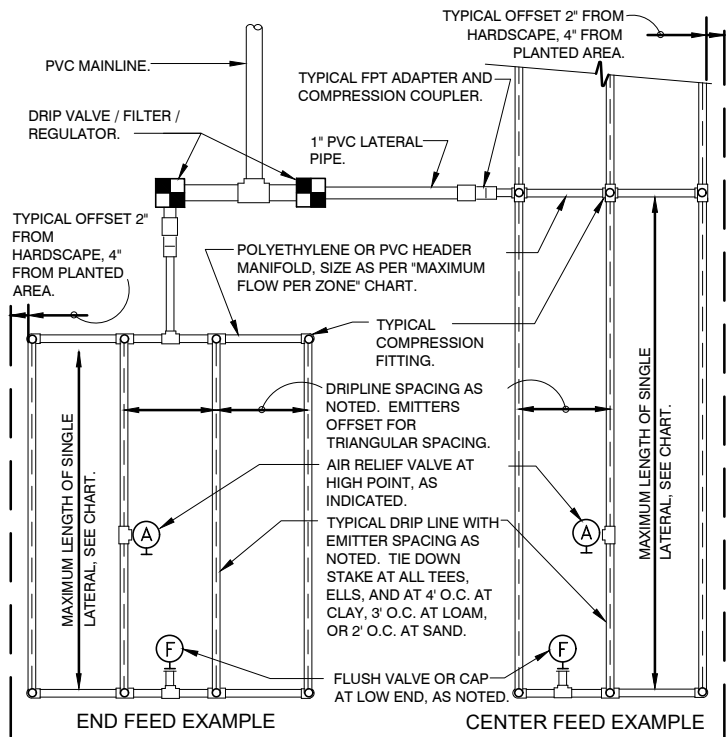 TYPICAL OFFSET 2" FROM
HARDSCAPE, 4" FROM
PLANTED AREA.
PVC MAINLINE.
TYPICAL FPT ADAPTER AND
COMPRESSION COUPLER.
DRIP VALVE / FILTER /
REGULATOR.
1" PVC LATERAL
PIPE.
TYPICAL OFFSET 2"
FROM
HARDSCAPE, 4"
FROM PLANTED
AREA.
POLYETHYLENE OR PVC HEADER
MANIFOLD, SIZE AS PER "MAXIMUM
FLOW PER ZONE" CHART.
TYPICAL
COMPRESSION
FITTING.
DRIPLINE SPACING AS
NOTED. EMITTERS
OFFSET FOR
TRIANGULAR SPACING.
MAXIMUM LENGTH OF SINGLE
LATERAL, SEE CHART.
MAXIMUM LENGTH OF SINGLE
LATERAL, SEE CHART.
AIR RELIEF VALVE AT
HIGH POINT, AS
INDICATED.
A
A
TYPICAL DRIP LINE WITH
EMITTER SPACING AS
NOTED. TIE DOWN
STAKE AT ALL TEES,
ELLS, AND AT 4' O.C. AT
CLAY, 3' O.C. AT LOAM,
OR 2' O.C. AT SAND.
F
F
FLUSH VALVE OR CAP
AT LOW END, AS NOTED.
END FEED EXAMPLE
CENTER FEED EXAMPLE